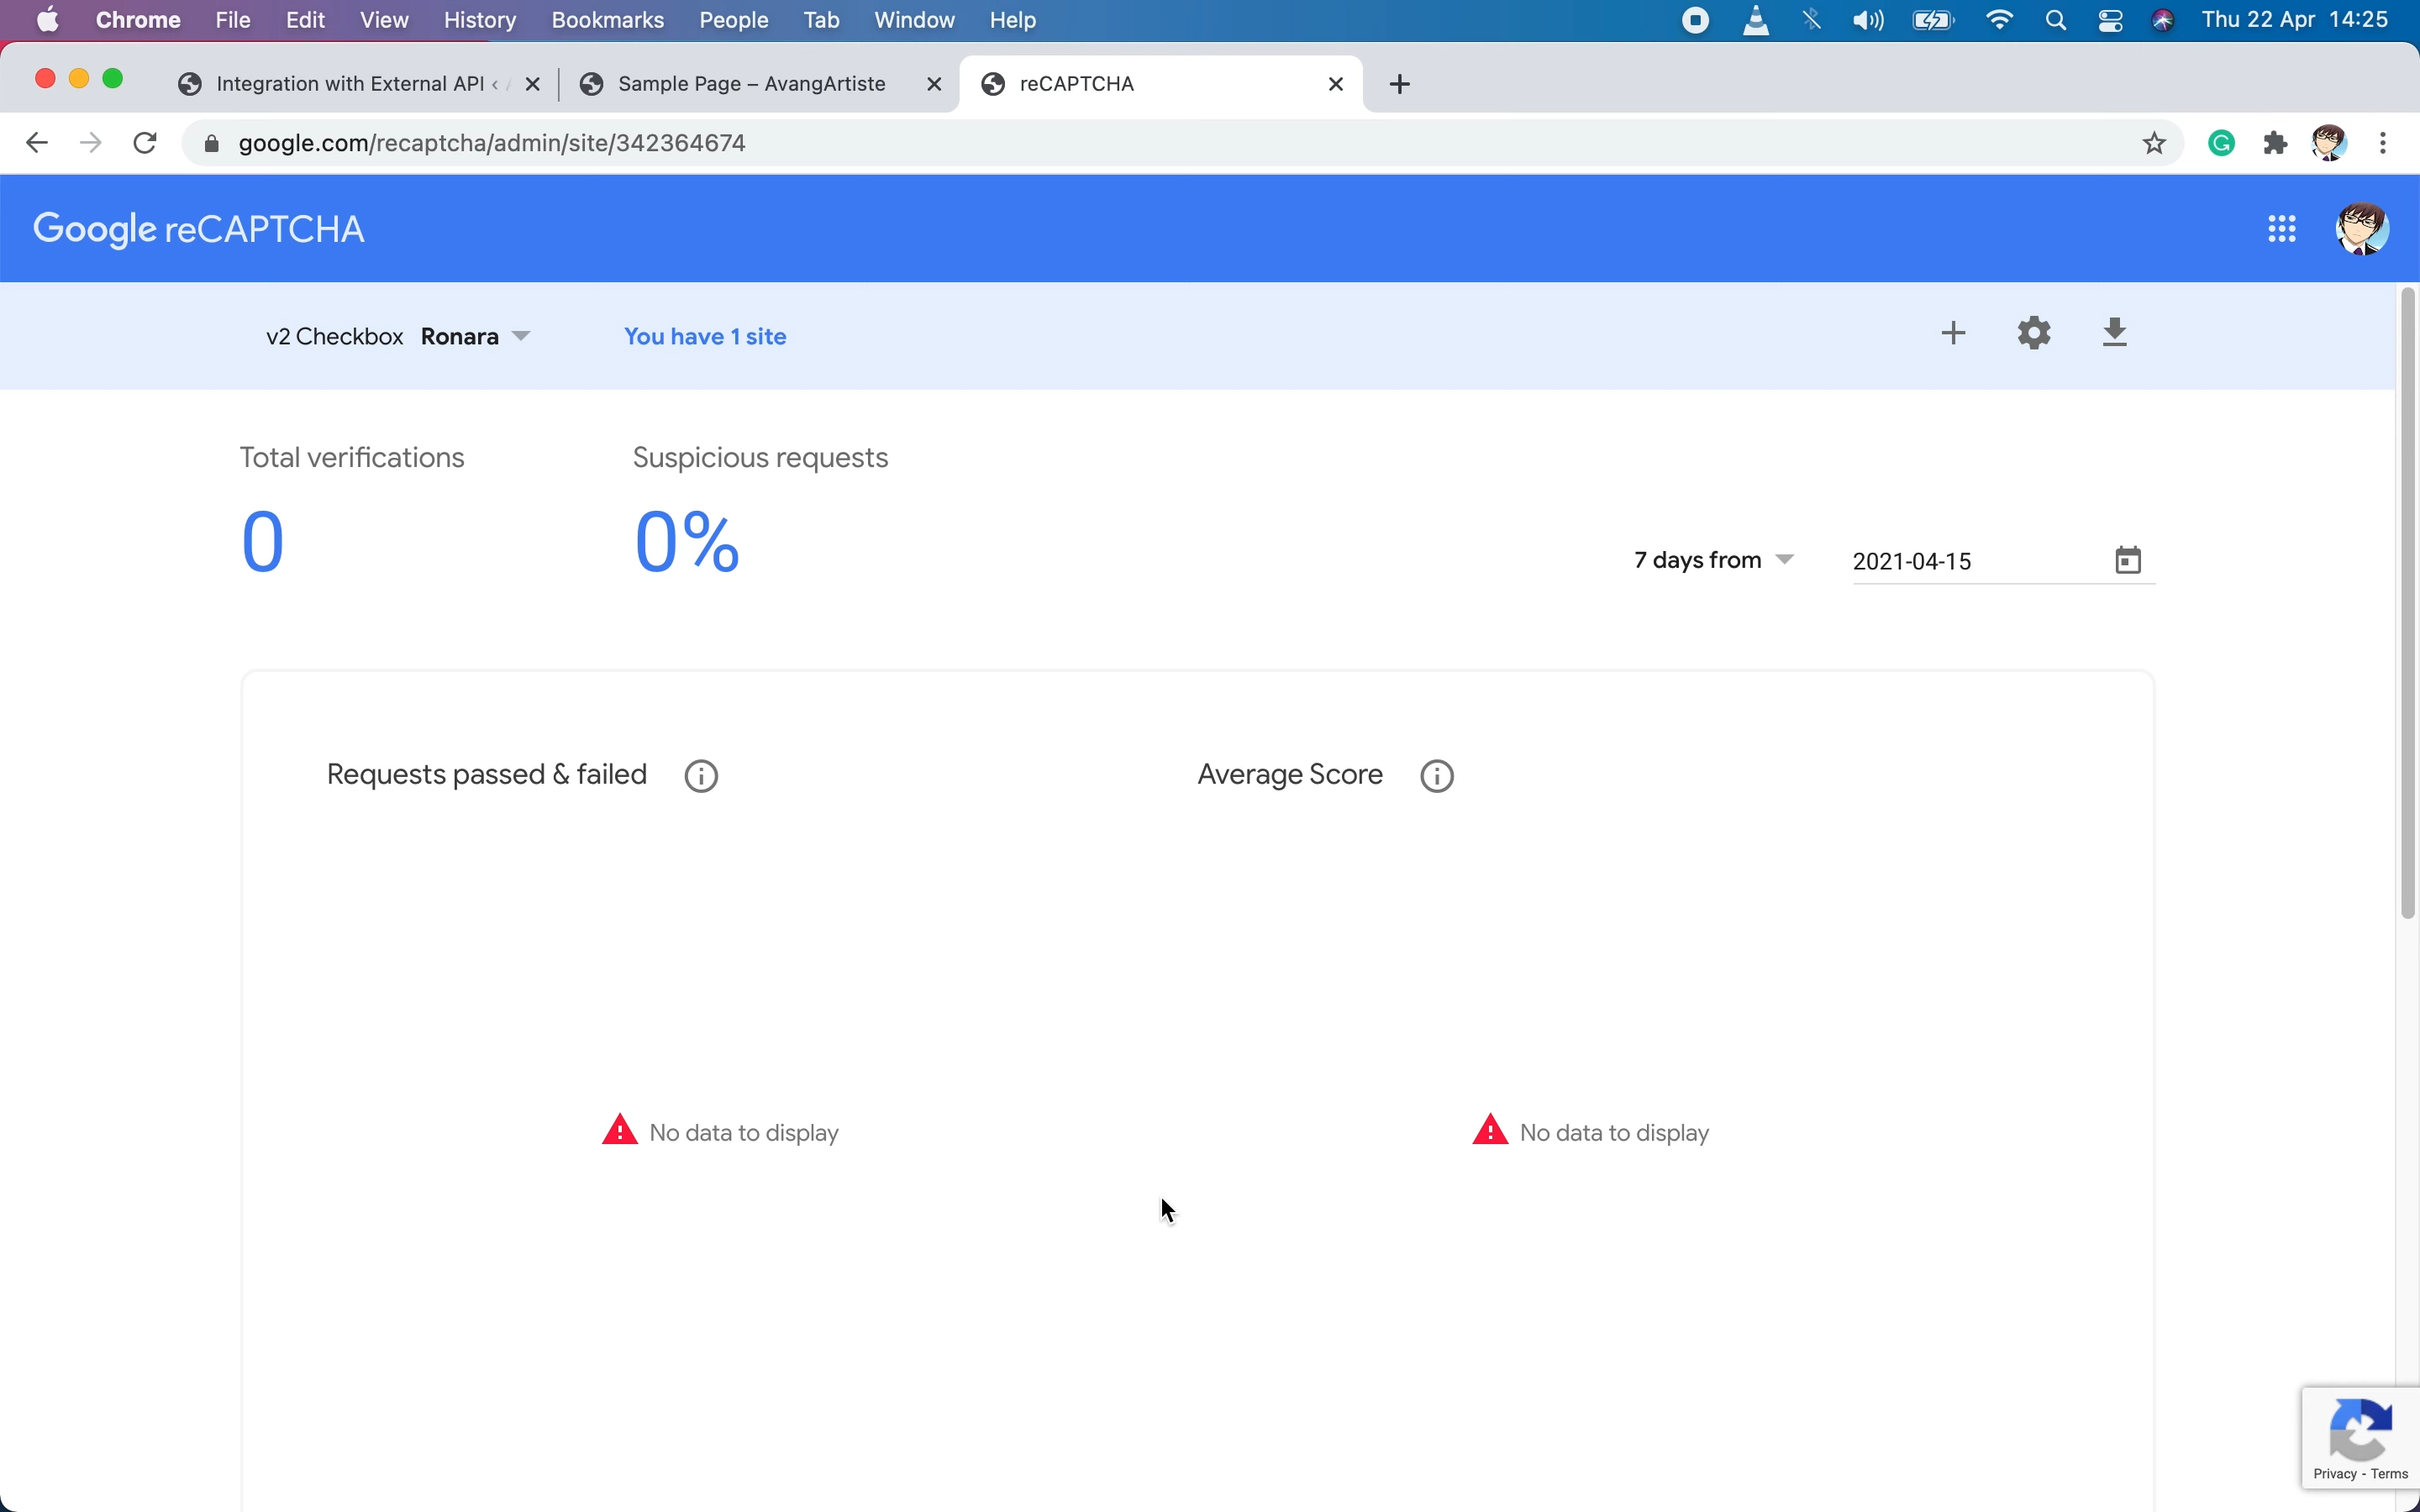 Chrome File Edit View History Bookmarks People Tab Window Help Thu 22 Apr 14:25
Integration with External API ‹ Sample Page – AvangArtiste reCAPTCHA
google.com/recaptcha/admin/site/342364674
Google reCAPTCHA
v2 Checkbox Ronara You have 1 site
Total verifications Suspicious requests
0 0%
7 days from 2021-04-15
Requests passed & failed Average Score
No data to display No data to display
Privacy - Terms